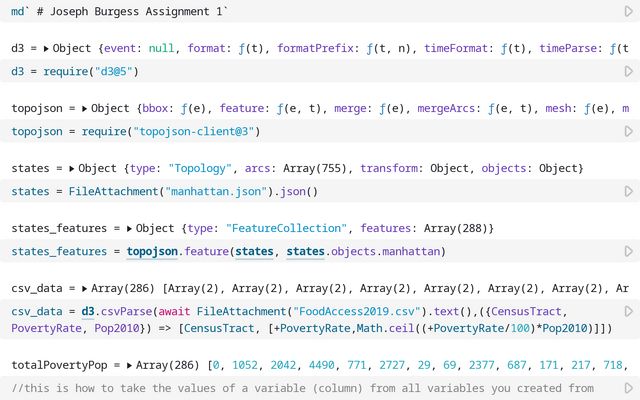 md` # Joseph Burgess Assignment 1`
d3 = ▸Object {event: null, format: ƒ(t), formatPrefix: ƒ(t, n), timeFormat: ƒ(t), timeParse: ƒ(t
d3 = require("d3@5")
topojson = ▸Object {bbox: ƒ(e), feature: ƒ(e, t), merge: ƒ(e), mergeArcs: ƒ(e, t), mesh: ƒ(e), m
topojson = require("topojson-client@3")
states = ▸Object {type: "Topology", arcs: Array(755), transform: Object, objects: Object}
states = FileAttachment("manhattan.json").json()
states_features = ▸Object {type: "FeatureCollection", features: Array(288)}
states_features = topojson.feature(states, states.objects.manhattan)
csv_data = ▸Array(286) [Array(2), Array(2), Array(2), Array(2), Array(2), Array(2), Array(2), Ar
csv_data = d3.csvParse(await FileAttachment("FoodAccess2019.csv").text(),({CensusTract,
PovertyRate, Pop2010}) => [CensusTract, [+PovertyRate,Math.ceil((+PovertyRate/100)*Pop2010)]])
totalPovertyPop = ▸Array(286) [0, 1052, 2042, 4490, 771, 2727, 29, 69, 2377, 687, 171, 217, 718,
//this is how to take the values of a variable (column) from all variables you created from